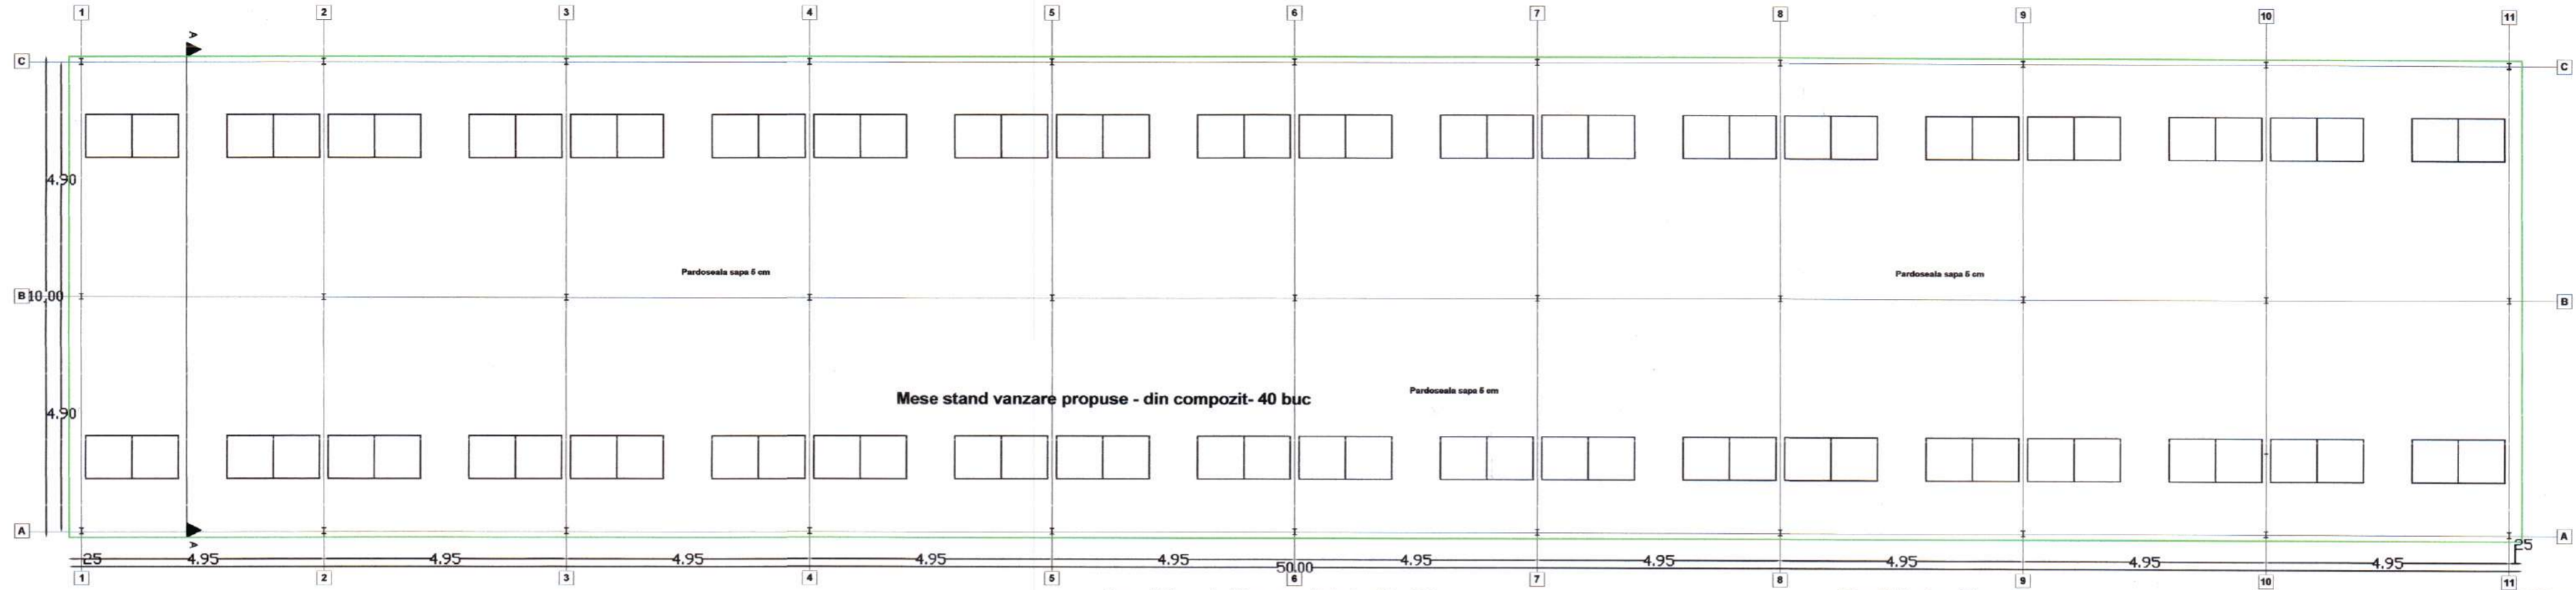 1 2 3 4 5 6 7 8 9 10 11
A
C C
4.90
Pardoseala sapa 5 cm Pardoseala sapa 5 cm
B 10.00 B
Pardoseala sapa 5 cm
Mese stand vanzare propuse - din compozit- 40 buc
4.90
A A
A
25 4.95 4.95 4.95 4.95 4.95 4.95 4.95 4.95 4.95 4.95 25
50.00
1 2 3 4 5 6 7 8 9 10 11